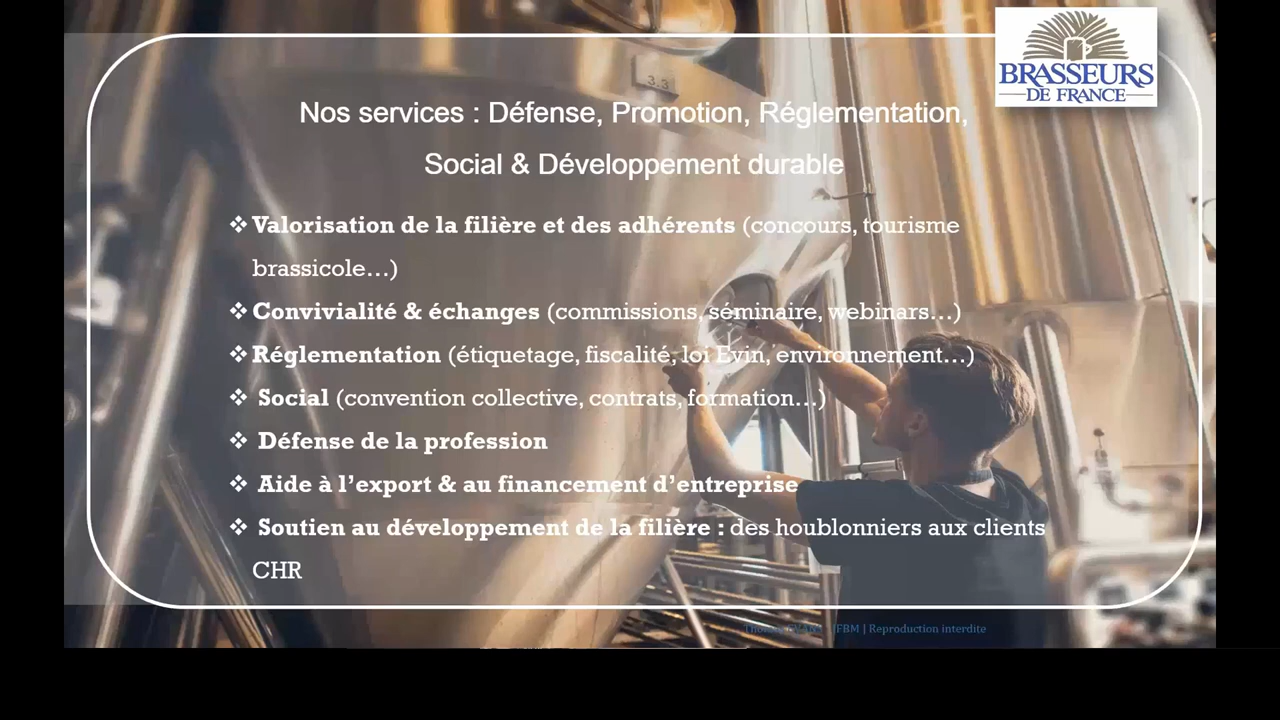 BRASSEURS
DE FRANCE
3.3
Nos services : Défense, Promotion, Réglementation,
Social & Développement durable
❖ Valorisation de la filière et des adhérents (concours, tourisme
brassicole…)
❖ Convivialité & échanges (commissions, séminaire, webinars…)
❖ Réglementation (étiquetage, fiscalité, loi Evin, environnement…)
❖ Social (convention collective, contrats, formation…)
❖ Défense de la profession
❖ Aide à l’export & au financement d’entreprise
❖ Soutien au développement de la filière : des houblonniers aux clients
CHR
IFBM | Reproduction interdite